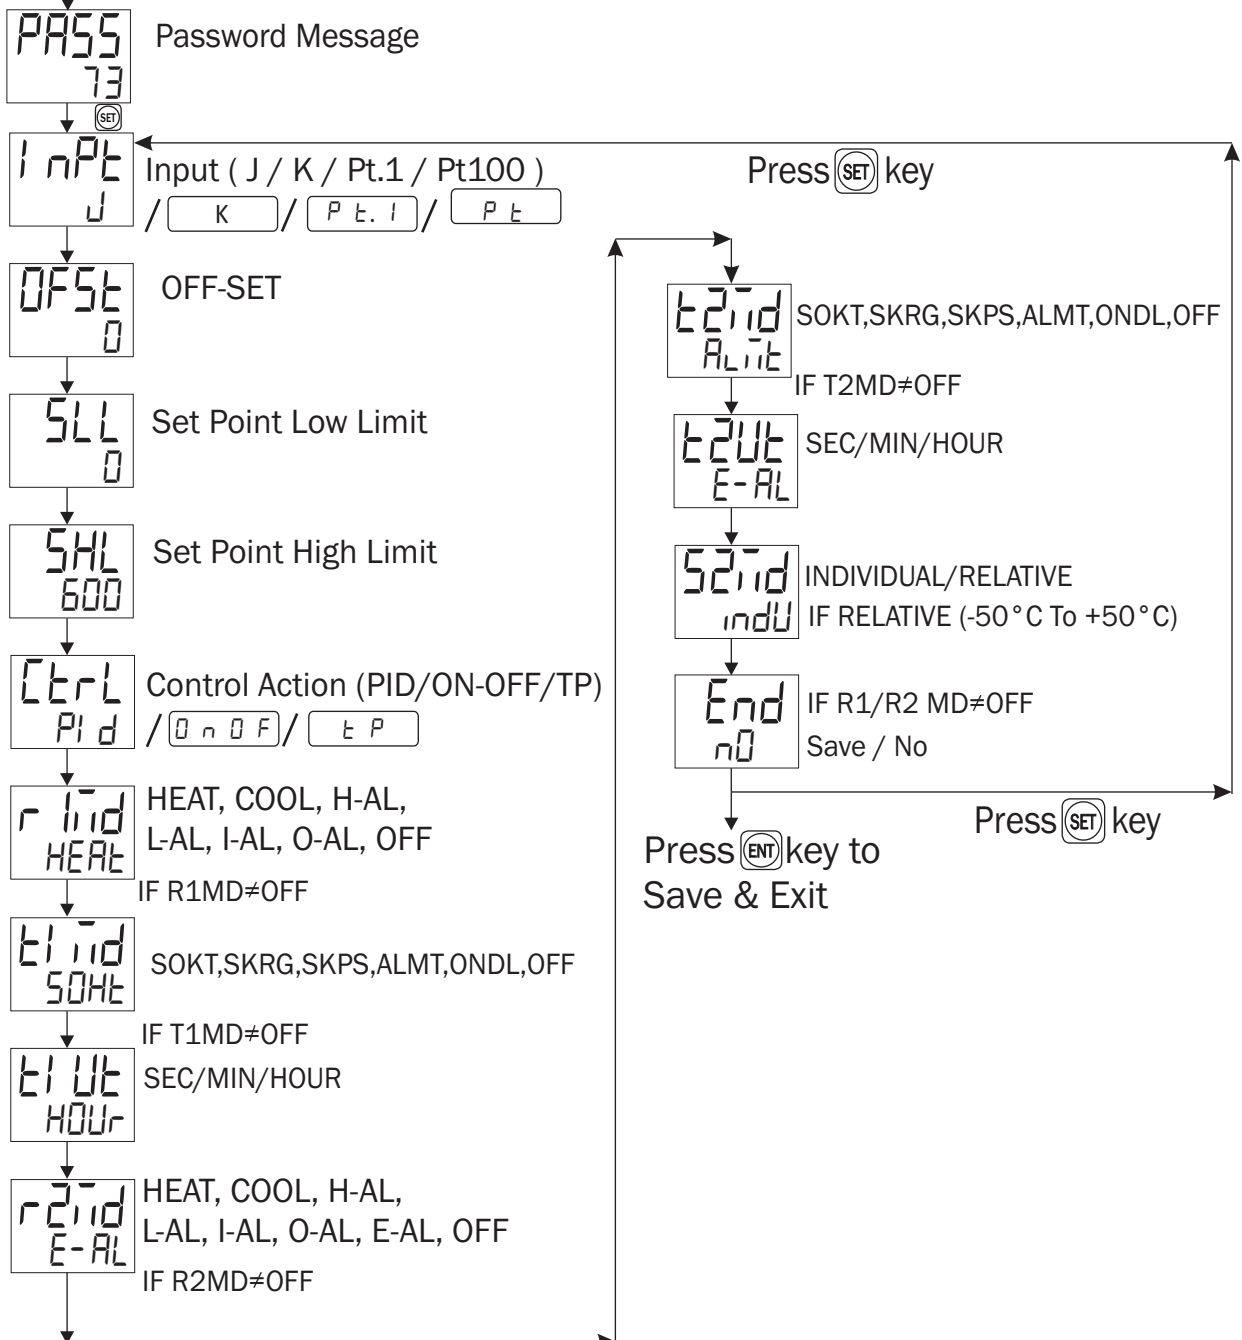 PASS
73
Password Message
SET
InPt
J
Input ( J / K / Pt.1 / Pt100 )
/ K / Pt.1 / Pt
OFSt
0
OFF-SET
SLL
0
Set Point Low Limit
SHL
600
Set Point High Limit
CtrL
PId
Control Action (PID/ON-OFF/TP)
/ OnOF / tP
r1md
HEAt
HEAT, COOL, H-AL,
L-AL, I-AL, O-AL, OFF
IF R1MD≠OFF
t1md
SOHt
SOKT,SKRG,SKPS,ALMT,ONDL,OFF
IF T1MD≠OFF
t1Ut
HOUr
SEC/MIN/HOUR
r2md
E-AL
HEAT, COOL, H-AL,
L-AL, I-AL, O-AL, E-AL, OFF
IF R2MD≠OFF
Press SET key
t2md
ALmt
SOKT,SKRG,SKPS,ALMT,ONDL,OFF
IF T2MD≠OFF
t2Ut
E-AL
SEC/MIN/HOUR
S2md
indU
INDIVIDUAL/RELATIVE
IF RELATIVE (-50°C To +50°C)
End
nO
IF R1/R2 MD≠OFF
Save / No
Press SET key
Press ENT key to
Save & Exit